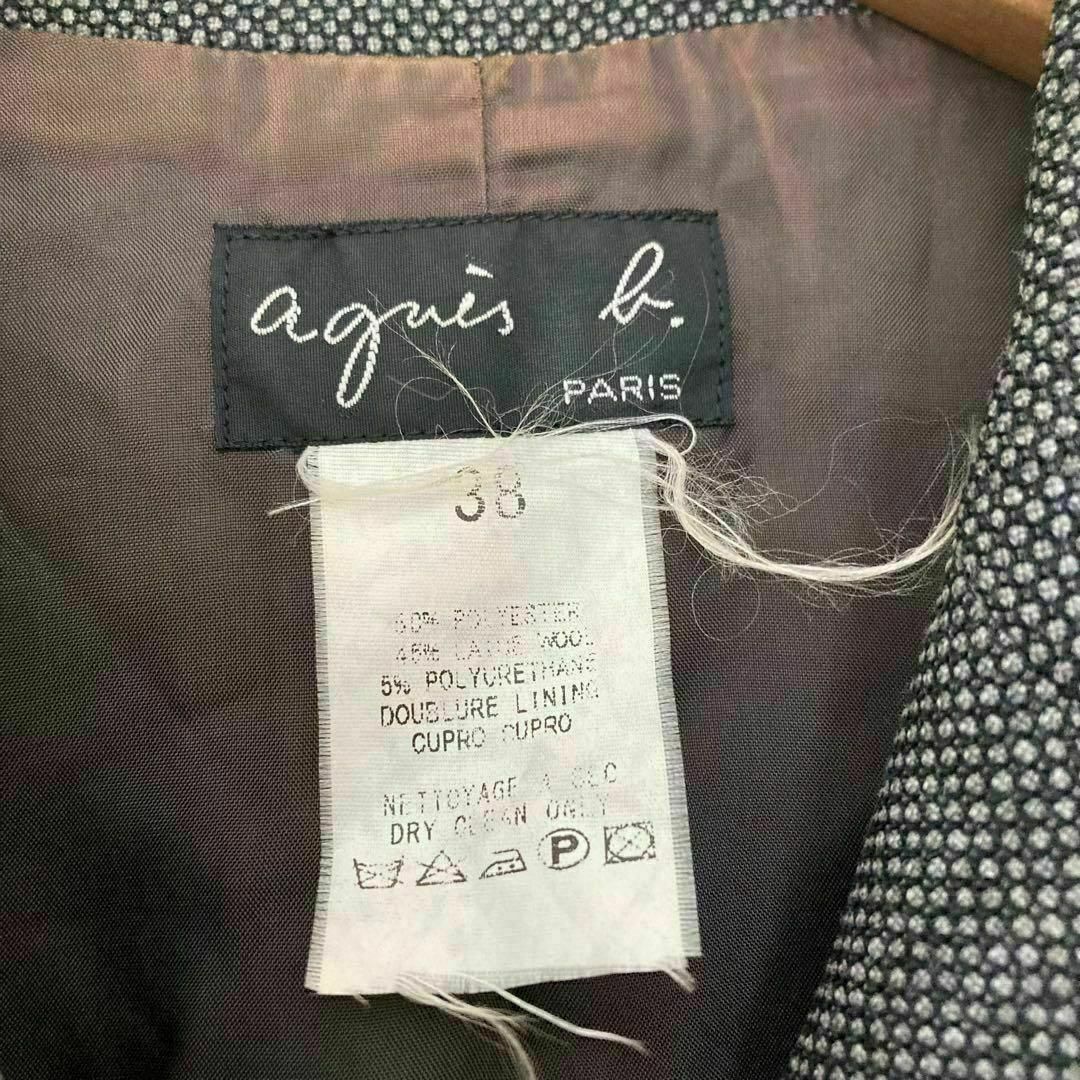 agnès b.
PARIS
38
50% POLYESTER
45% LAINE WOOL
5% POLYURETHANE
DOUBLURE LINING
CUPRO CUPRO
NETTOYAGE A SEC
DRY CLEAN ONLY
P